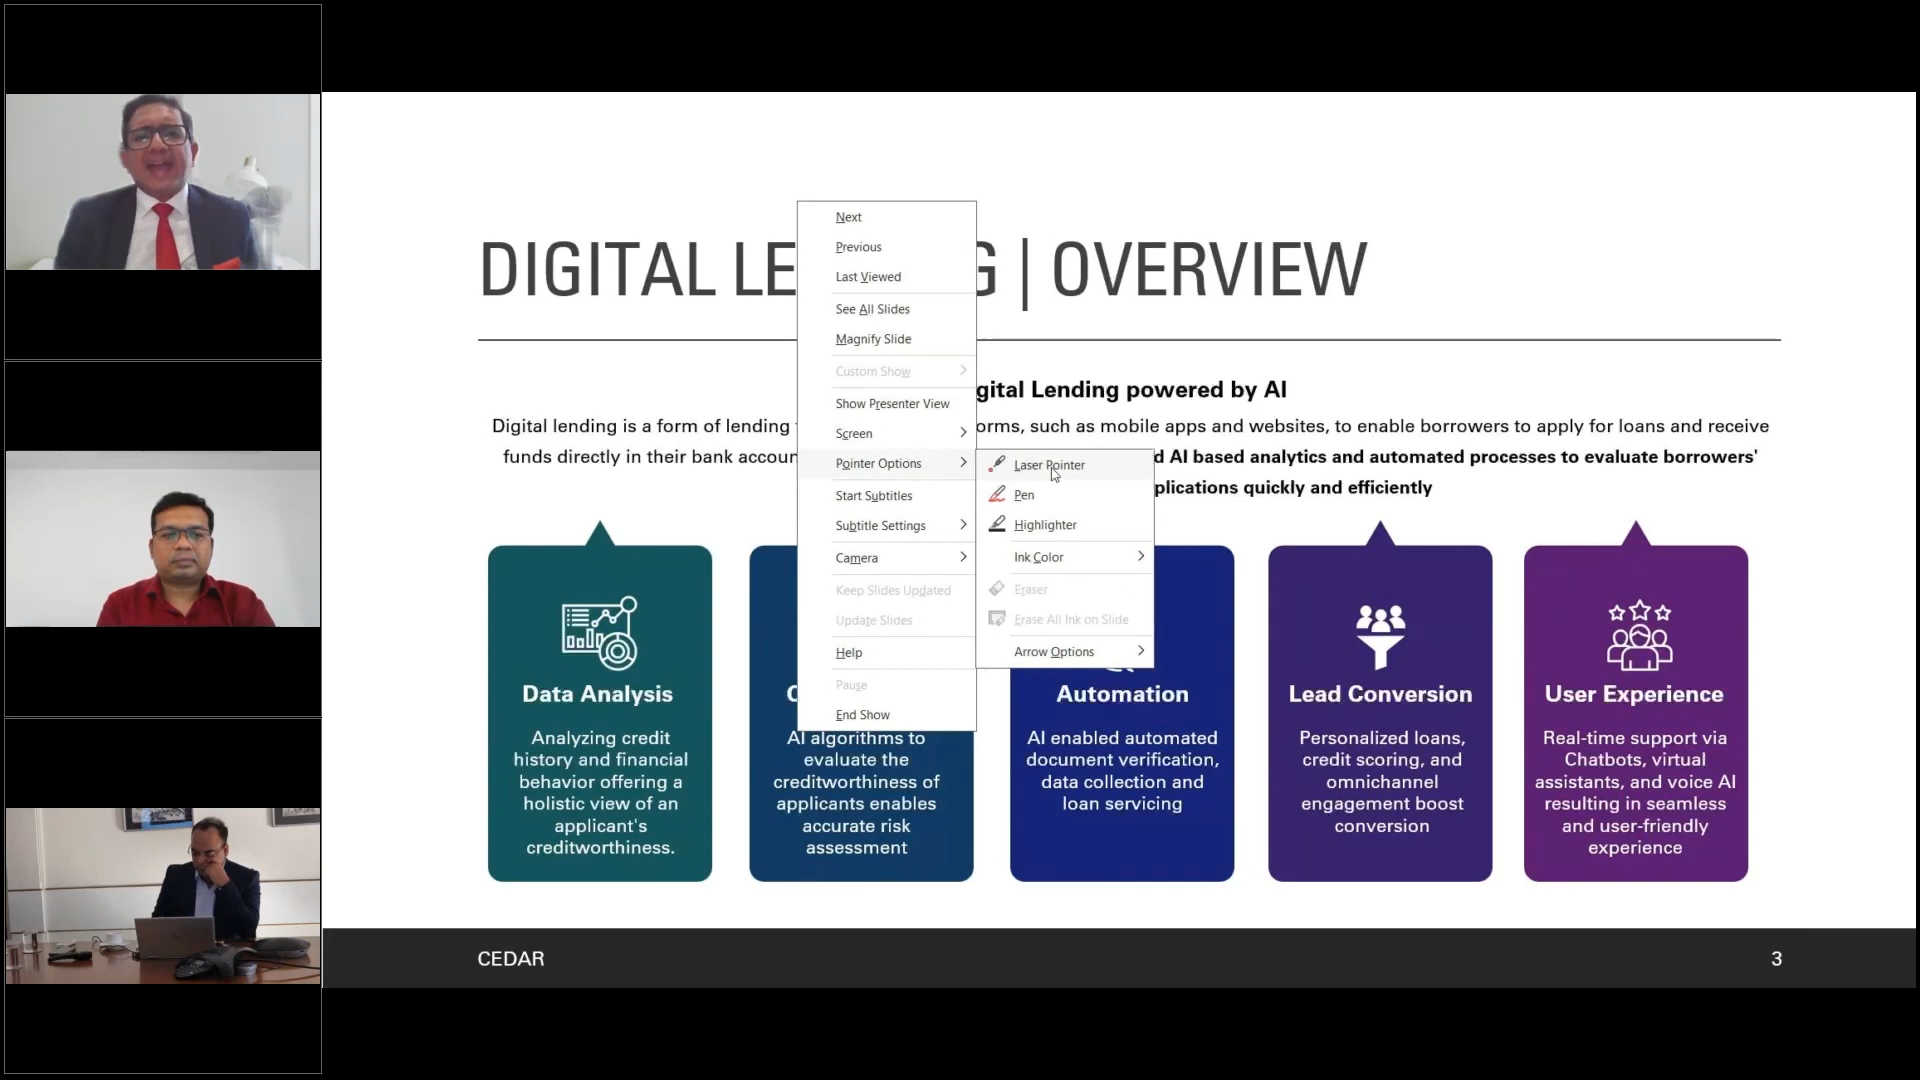 DIGITAL LE
G | OVERVIEW
gital Lending powered by AI
Digital lending is a form of lending
orms, such as mobile apps and websites, to enable borrowers to apply for loans and receive
funds directly in their bank accoun
d AI based analytics and automated processes to evaluate borrowers'
plications quickly and efficiently
Next
Previous
Last Viewed
See All Slides
Magnify Slide
Custom Show
Show Presenter View
Screen
Pointer Options
Start Subtitles
Subtitle Settings
Camera
Keep Slides Updated
Update Slides
Help
Pause
End Show
Laser Pointer
Pen
Highlighter
Ink Color
Eraser
Erase All Ink on Slide
Arrow Options
Data Analysis
Analyzing credit
history and financial
behavior offering a
holistic view of an
applicant's
creditworthiness.
AI algorithms to
evaluate the
creditworthiness of
applicants enables
accurate risk
assessment
Automation
AI enabled automated
document verification,
data collection and
loan servicing
Lead Conversion
Personalized loans,
credit scoring, and
omnichannel
engagement boost
conversion
User Experience
Real-time support via
Chatbots, virtual
assistants, and voice AI
resulting in seamless
and user-friendly
experience
CEDAR
3